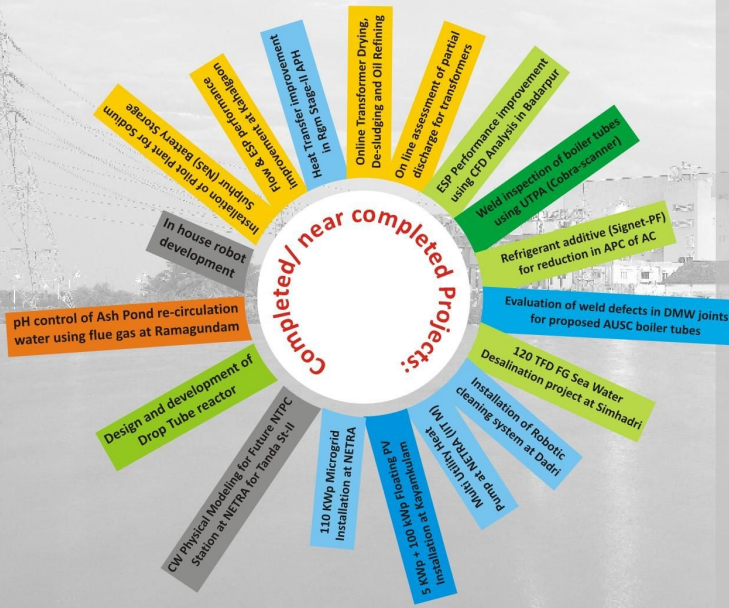 Completed/ near completed Projects:
Online Transformer Drying,
De-sludging and Oil Refining
On line assessment of partial
discharge for transformers
ESP Performance improvement
using CFD Analysis in Badarpur
Weld inspection of boiler tubes
using UTPA (Cobra-scanner)
Refrigerant additive (Signet-PF)
for reduction in APC of AC
Evaluation of weld defects in DMW joints
for proposed AUSC boiler tubes
120 TFD FG Sea Water
Desalination project at Simhadri
Installation of Robotic
cleaning system at Dadri
Multi Utility Heat
Pump at NETRA (IIT M)
5 KWp + 100 kWp Floating PV
Installation at Kayamkulam
110 KWp Microgrid
Installation at NETRA
CW Physical Modeling for Future NTPC
Station at NETRA for Tanda St-II
Design and development of
Drop Tube reactor
pH control of Ash Pond re-circulation
water using flue gas at Ramagundam
In house robot
development
Installation of Pilot Plant for Sodium
Sulphur (NaS) Battery Storage
Flow & ESP performance
improvement at Kahalgaon
Heat Transfer improvement
in Rgm Stage-II APH